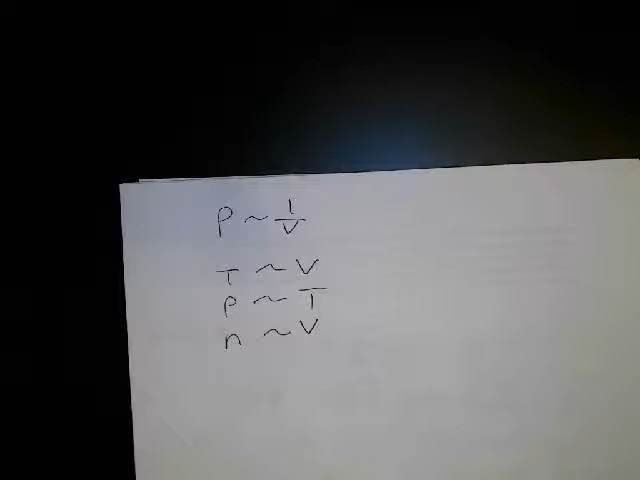 P ~ 1/V
T ~ V
P ~ T
n ~ V